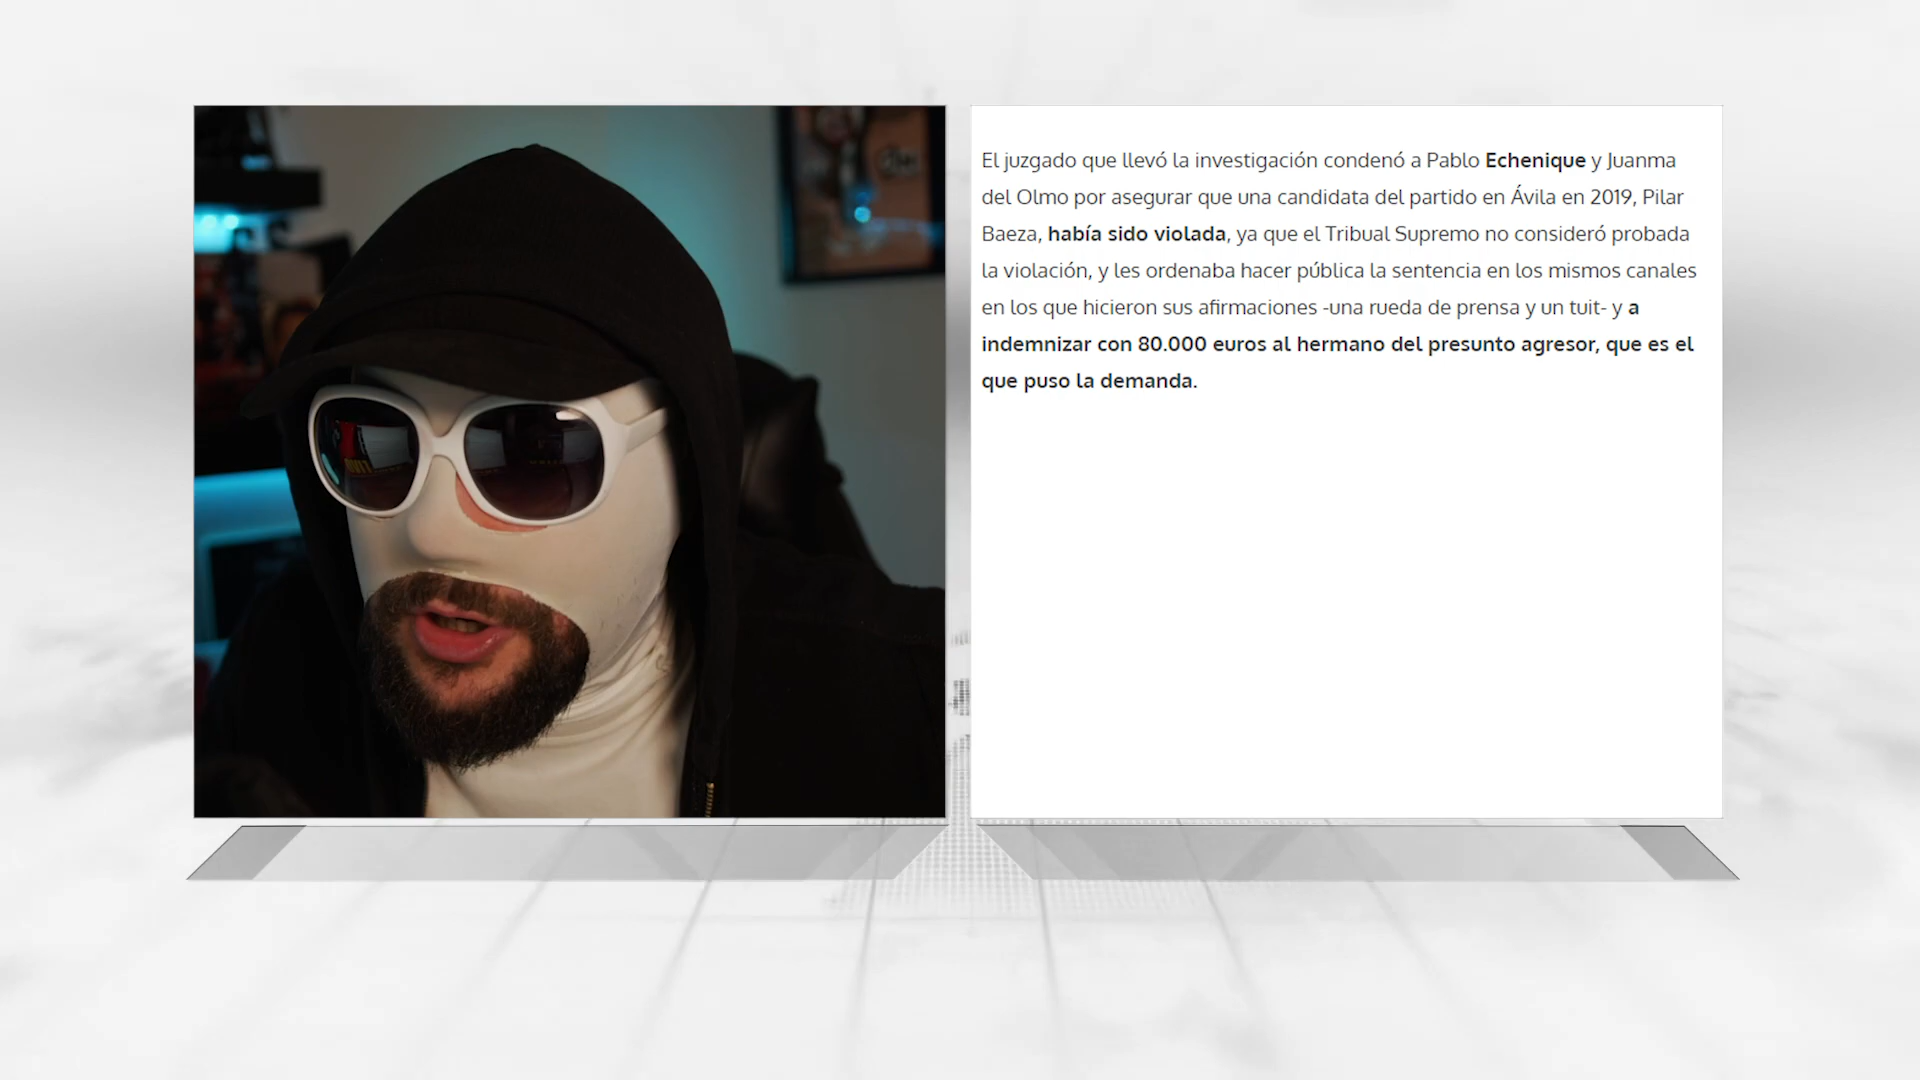 El juzgado que llevó la investigación condenó a Pablo Echenique y Juanma
del Olmo por asegurar que una candidata del partido en Ávila en 2019, Pilar
Baeza, había sido violada, ya que el Tribual Supremo no consideró probada
la violación, y les ordenaba hacer pública la sentencia en los mismos canales
en los que hicieron sus afirmaciones -una rueda de prensa y un tuit- y a
indemnizar con 80.000 euros al hermano del presunto agresor, que es el
que puso la demanda.